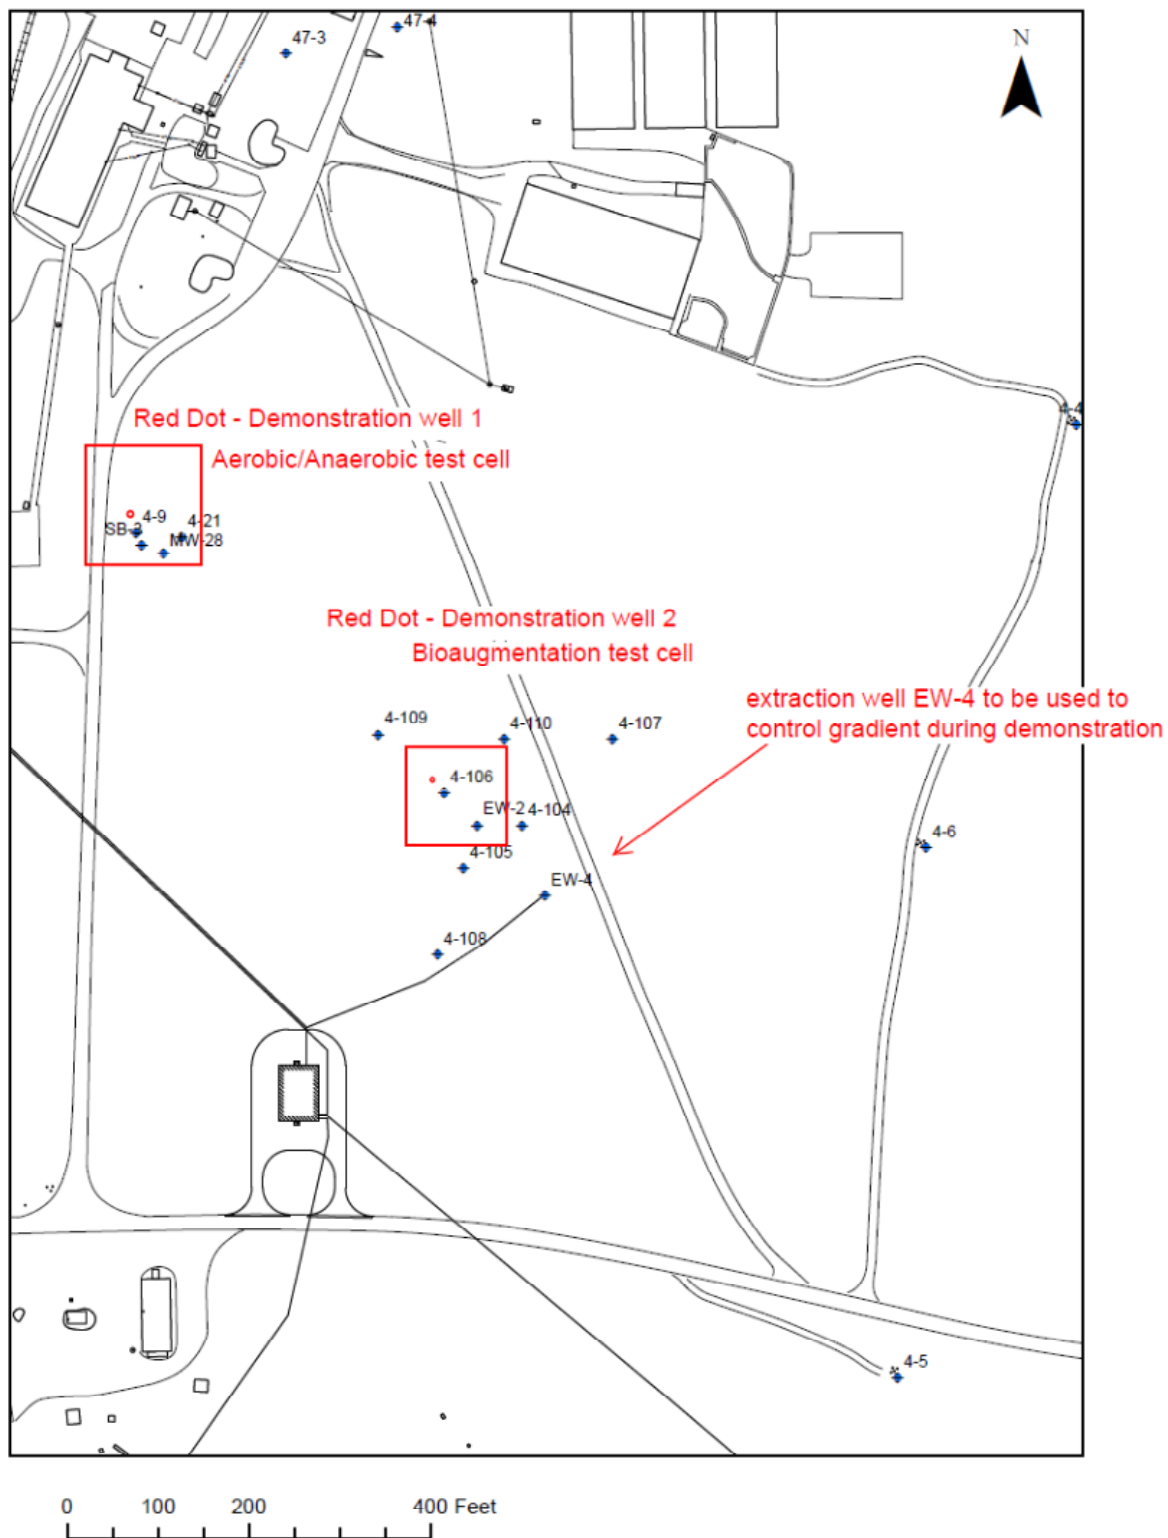 47-3
47-4
N
4-4
Red Dot - Demonstration well 1
Aerobic/Anaerobic test cell
4-9
4-21
SB-3
MW-28
Red Dot - Demonstration well 2
Bioaugmentation test cell
extraction well EW-4 to be used to
control gradient during demonstration
4-109
4-110
4-107
4-106
EW-2
4-104
4-6
4-105
EW-4
4-108
4-5
0 100 200 400 Feet